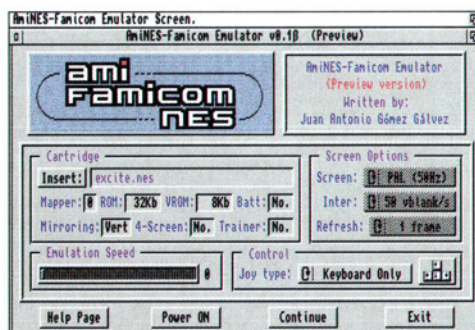 AmiNES-Famicom Emulator Screen.
AmiNES-Famicom Emulator v0.1β (Preview)
ami
Famicom
NES
AmiNES-Famicom Emulator
(Preview version)
Written by:
Juan Antonio Gómez Gálvez
Cartridge
Insert: excite.nes
Mapper: 0 ROM: 32Kb VROM: 8Kb Batt: No.
Mirroring: Vert 4-Screen: No. Trainer: No.
Screen Options
Screen: PAL (50Hz)
Inter: 50 vblank/s
Refresh: 1 frame
Emulation Speed
0
Control
Joy type: Keyboard Only
Help Page Power ON Continue Exit